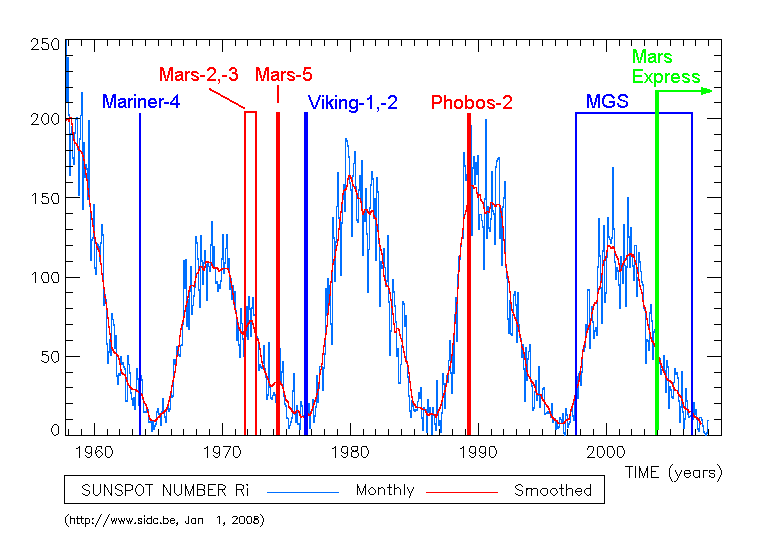 250
200
150
100
50
0
Mariner-4
Mars-2,-3
Mars-5
Viking-1,-2
Phobos-2
MGS
Mars
Express
1960 1970 1980 1990 2000
TIME (years)
SUNSPOT NUMBER Ri Monthly Smoothed
(http://www.sidc.be, Jan 1, 2008)